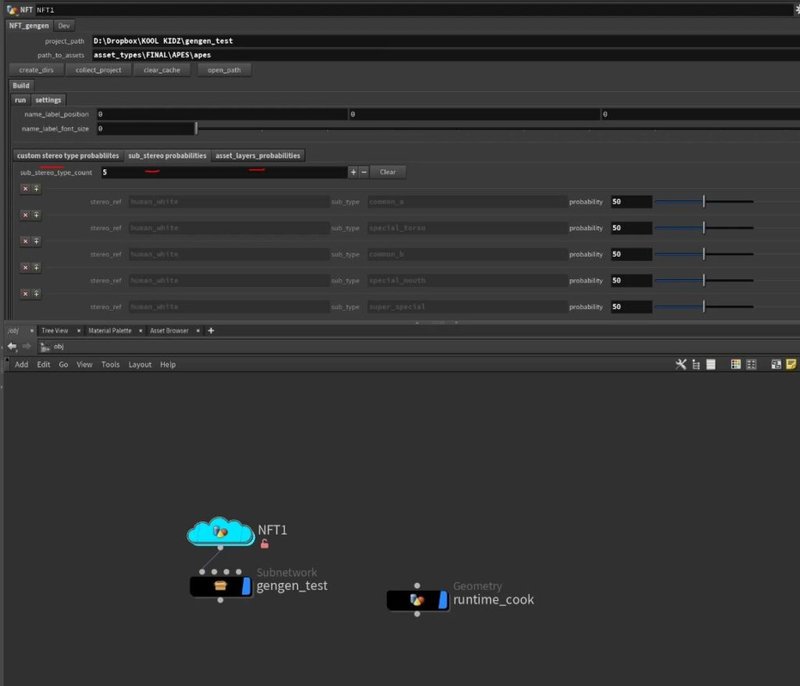 NFT NFT1
NFT_gengen Dev
project_path D:\Dropbox\KOOL KIDZ\gengen_test
path_to_assets asset_types\FINAL\APES\apes
create_dirs collect_project clear_cache open_path
Build
run settings
name_label_position 0 0 0
name_label_font_size 0
custom stereo type probabliites sub_stereo probabilities asset_layers_probabilities
sub_stereo_type_count 5 + − Clear
stereo_ref human_white sub_type common_a probability 50
stereo_ref human_white sub_type special_torso probability 50
stereo_ref human_white sub_type common_b probability 50
stereo_ref human_white sub_type special_mouth probability 50
stereo_ref human_white sub_type super_special probability 50
/obj × Tree View × Material Palette × Asset Browser × +
obj
Add Edit Go View Tools Layout Help
NFT1
Subnetwork
gengen_test
Geometry
runtime_cook